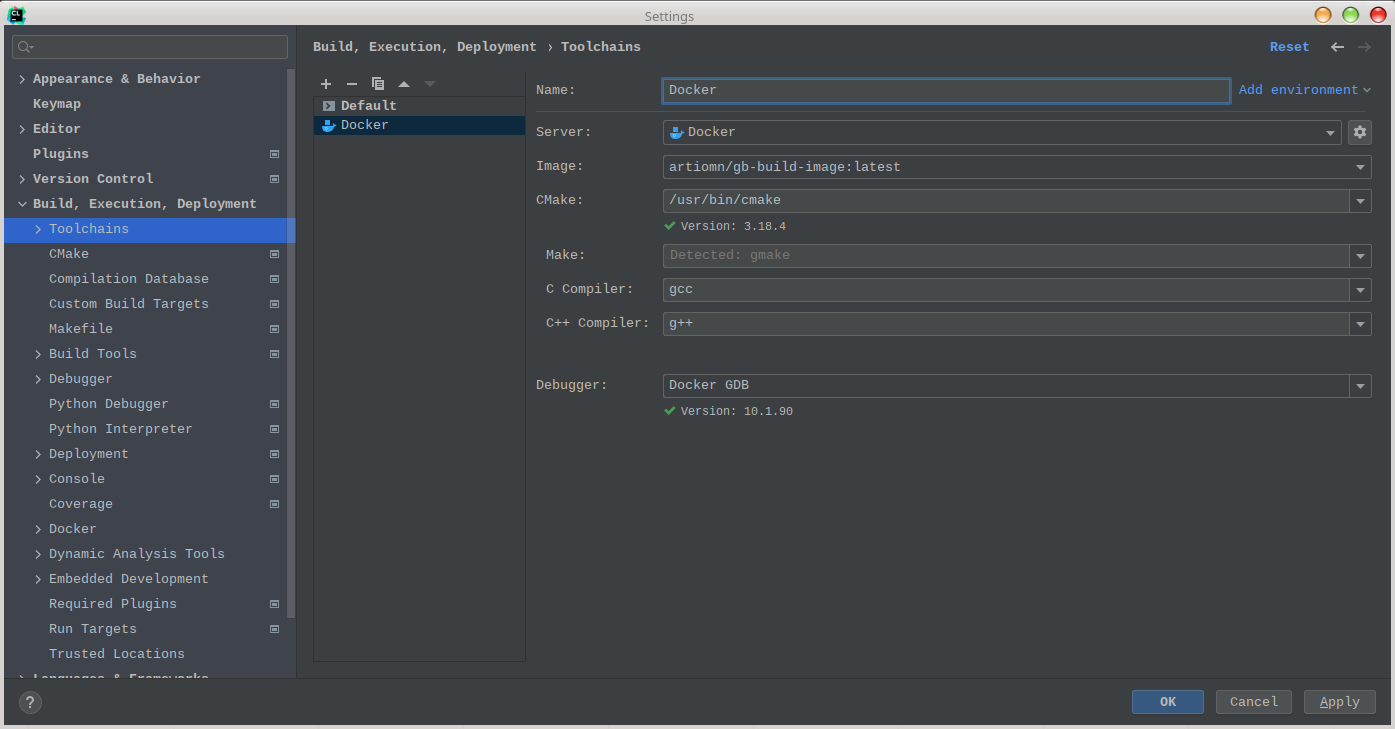 CL
Settings
Appearance & Behavior
Keymap
Editor
Plugins
Version Control
Build, Execution, Deployment
Toolchains
CMake
Compilation Database
Custom Build Targets
Makefile
Build Tools
Debugger
Python Debugger
Python Interpreter
Deployment
Console
Coverage
Docker
Dynamic Analysis Tools
Embedded Development
Required Plugins
Run Targets
Trusted Locations
Languages & Frameworks
Build, Execution, Deployment › Toolchains
Reset
Default
Docker
Name: Docker Add environment
Server: Docker
Image: artiomn/gb-build-image:latest
CMake: /usr/bin/cmake
Version: 3.18.4
Make: Detected: gmake
C Compiler: gcc
C++ Compiler: g++
Debugger: Docker GDB
Version: 10.1.90
? OK Cancel Apply